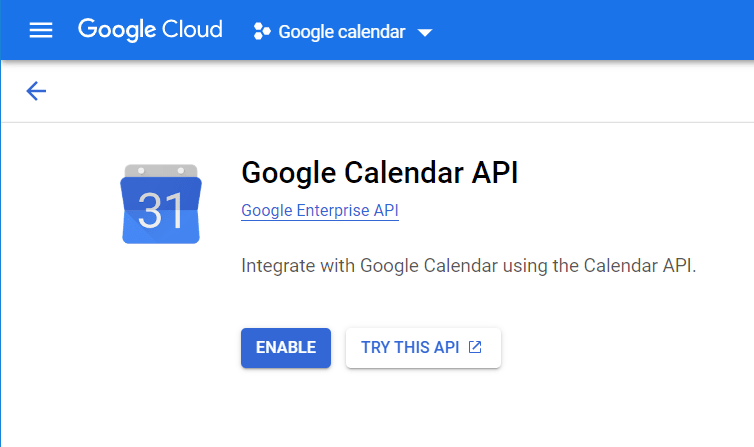 Google Cloud Google calendar
31
Google Calendar API
Google Enterprise API
Integrate with Google Calendar using the Calendar API.
ENABLE TRY THIS API